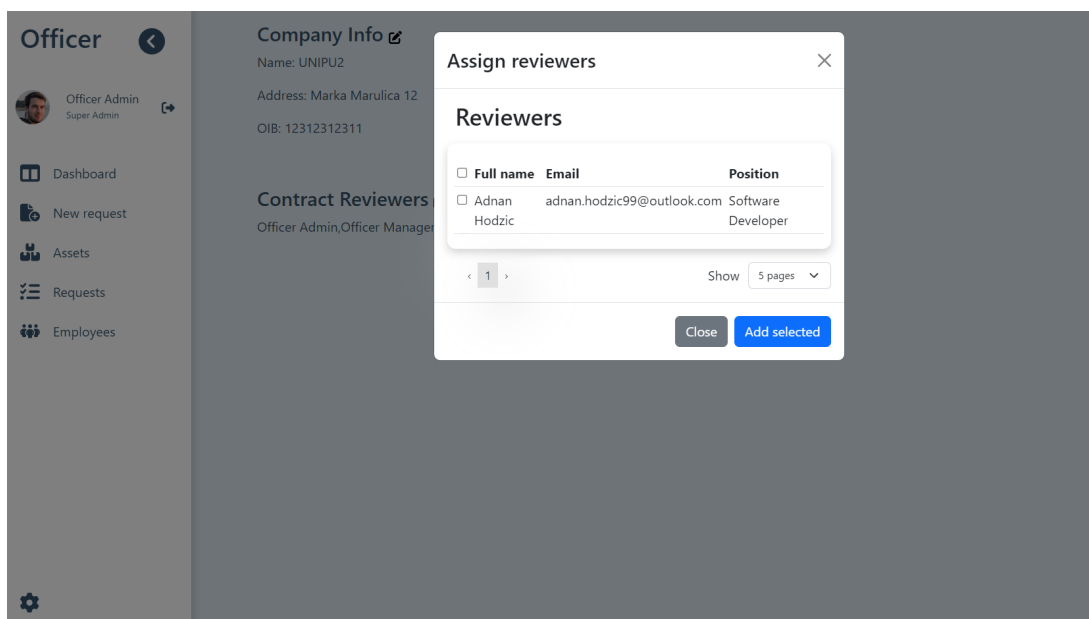 Officer
Officer Admin
Super Admin
Dashboard
New request
Assets
Requests
Employees
Company Info
Name: UNIPU2
Address: Marka Marulica 12
OIB: 12312312311
Contract Reviewers
Officer Admin,Officer Manager
Assign reviewers
Reviewers
Full name Email Position
Adnan adnan.hodzic99@outlook.com Software
Hodzic Developer
‹ 1 › Show 5 pages
Close Add selected